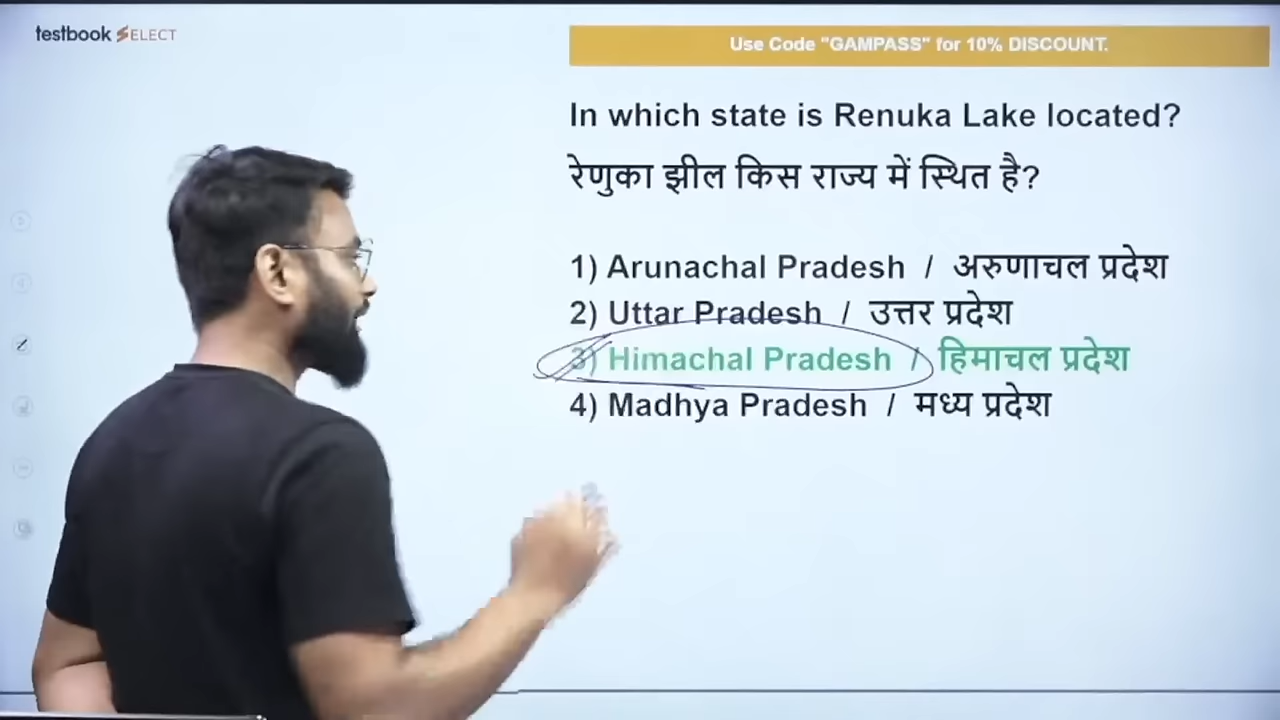 testbook SELECT
Use Code "GAMPASS" for 10% DISCOUNT.
In which state is Renuka Lake located?
रेणुका झील किस राज्य में स्थित है?
1) Arunachal Pradesh / अरुणाचल प्रदेश
2) Uttar Pradesh / उत्तर प्रदेश
3) Himachal Pradesh / हिमाचल प्रदेश
4) Madhya Pradesh / मध्य प्रदेश